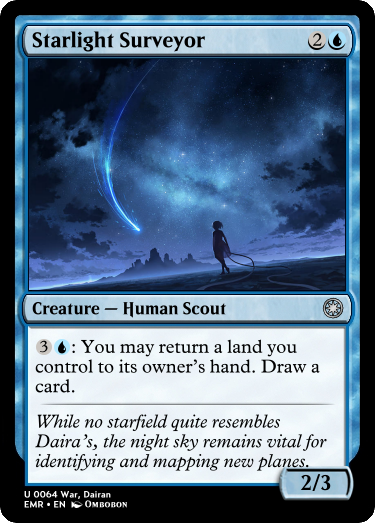 Starlight Surveyor 2
Creature — Human Scout
3 : You may return a land you
control to its owner's hand. Draw a
card.
While no starfield quite resembles
Daira's, the night sky remains vital for
identifying and mapping new planes.
2/3
U 0064 War, Dairan
EMR • EN Ombobon